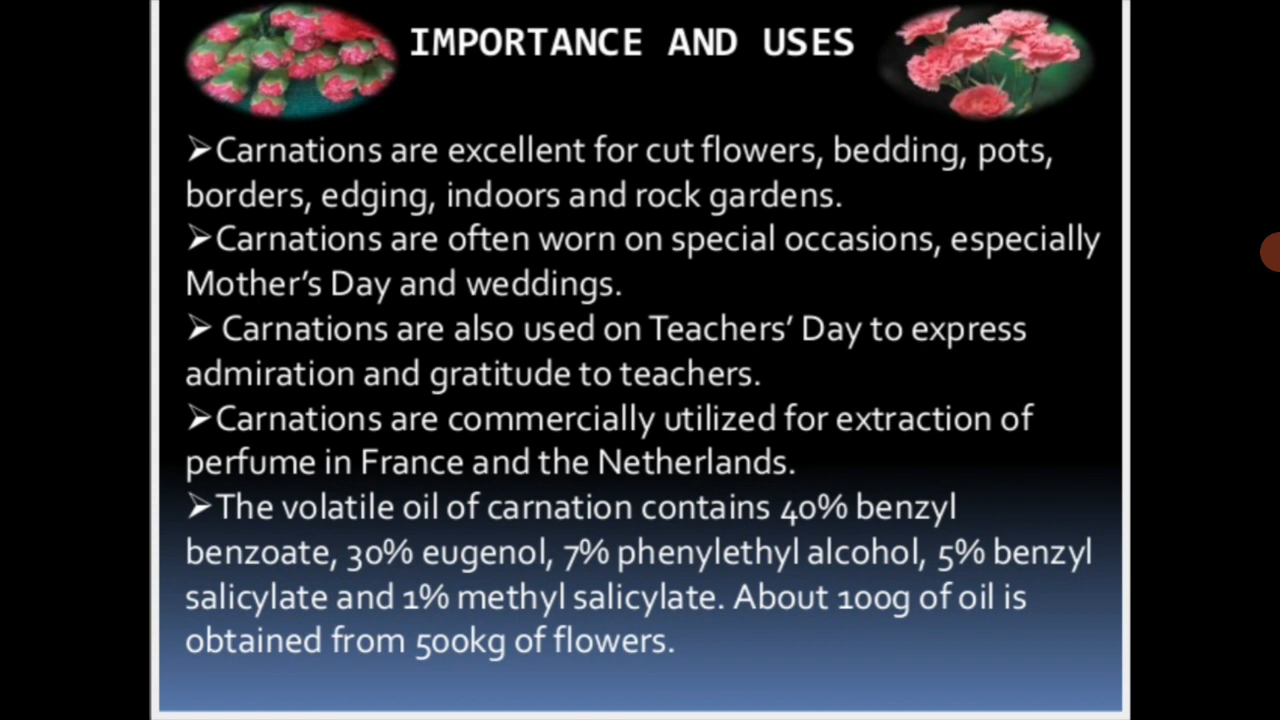 IMPORTANCE AND USES
➢Carnations are excellent for cut flowers, bedding, pots,
borders, edging, indoors and rock gardens.
➢Carnations are often worn on special occasions, especially
Mother’s Day and weddings.
➢ Carnations are also used on Teachers’ Day to express
admiration and gratitude to teachers.
➢Carnations are commercially utilized for extraction of
perfume in France and the Netherlands.
➢The volatile oil of carnation contains 40% benzyl
benzoate, 30% eugenol, 7% phenylethyl alcohol, 5% benzyl
salicylate and 1% methyl salicylate. About 100g of oil is
obtained from 500kg of flowers.